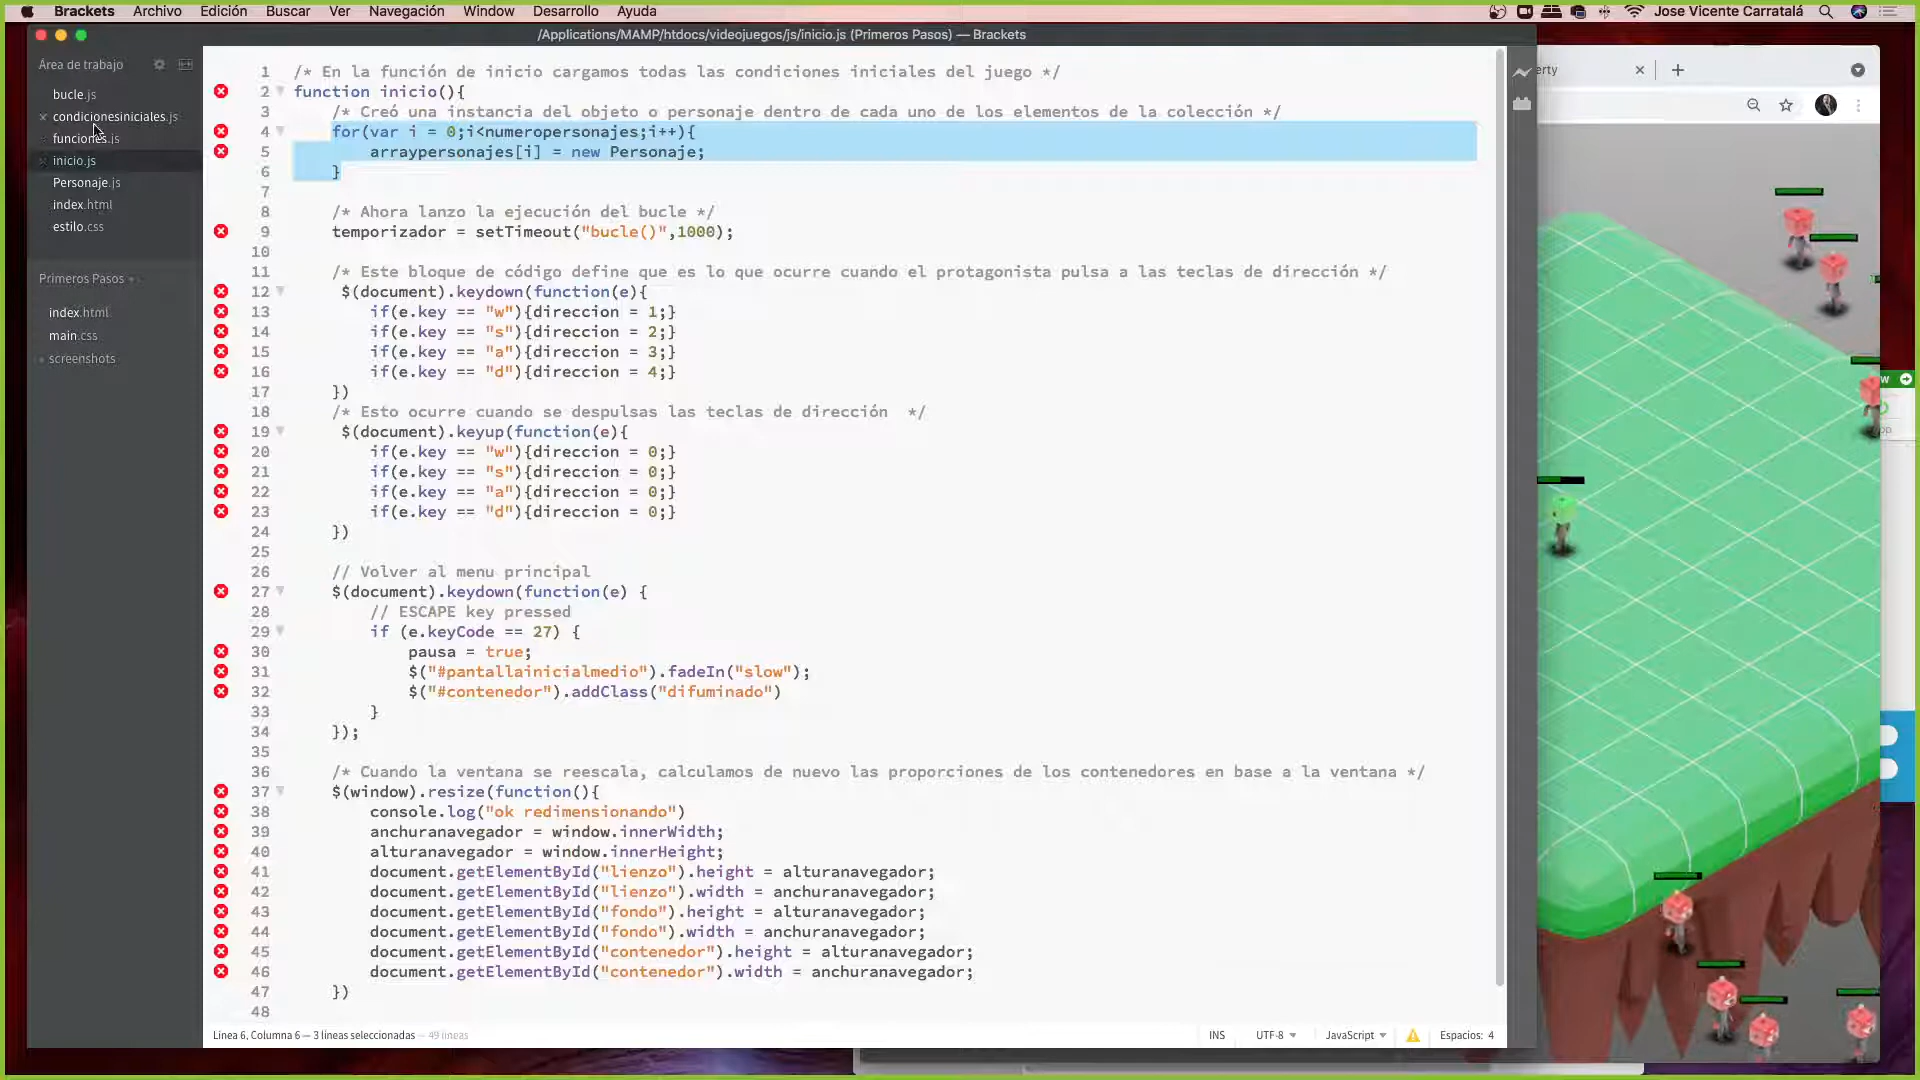 Brackets Archivo Edición Buscar Ver Navegación Window Desarrollo Ayuda
Jose Vicente Carratalá
/Applications/MAMP/htdocs/videojuegos/js/inicio.js (Primeros Pasos) — Brackets
Área de trabajo
bucle.js
condicionesiniciales.js
funciones.js
inicio.js
Personaje.js
index.html
estilo.css
Primeros Pasos
index.html
main.css
screenshots
1 /* En la función de inicio cargamos todas las condiciones iniciales del juego */
2 function inicio(){
3 /* Creó una instancia del objeto o personaje dentro de cada uno de los elementos de la colección */
4 for(var i = 0;i<numeropersonajes;i++){
5 arraypersonajes[i] = new Personaje;
6 }
7
8 /* Ahora lanzo la ejecución del bucle */
9 temporizador = setTimeout("bucle()",1000);
10
11 /* Este bloque de código define que es lo que ocurre cuando el protagonista pulsa a las teclas de dirección */
12 $(document).keydown(function(e){
13 if(e.key == "w"){direccion = 1;}
14 if(e.key == "s"){direccion = 2;}
15 if(e.key == "a"){direccion = 3;}
16 if(e.key == "d"){direccion = 4;}
17 })
18 /* Esto ocurre cuando se despulsas las teclas de dirección */
19 $(document).keyup(function(e){
20 if(e.key == "w"){direccion = 0;}
21 if(e.key == "s"){direccion = 0;}
22 if(e.key == "a"){direccion = 0;}
23 if(e.key == "d"){direccion = 0;}
24 })
25
26 // Volver al menu principal
27 $(document).keydown(function(e) {
28 // ESCAPE key pressed
29 if (e.keyCode == 27) {
30 pausa = true;
31 $("#pantallainicialmedio").fadeIn("slow");
32 $("#contenedor").addClass("difuminado")
33 }
34 });
35
36 /* Cuando la ventana se reescala, calculamos de nuevo las proporciones de los contenedores en base a la ventana */
37 $(window).resize(function(){
38 console.log("ok redimensionando")
39 anchuranavegador = window.innerWidth;
40 alturanavegador = window.innerHeight;
41 document.getElementById("lienzo").height = alturanavegador;
42 document.getElementById("lienzo").width = anchuranavegador;
43 document.getElementById("fondo").height = alturanavegador;
44 document.getElementById("fondo").width = anchuranavegador;
45 document.getElementById("contenedor").height = alturanavegador;
46 document.getElementById("contenedor").width = anchuranavegador;
47 })
48
Línea 6, Columna 6 — 3 líneas seleccionadas — 49 líneas
INS UTF-8 JavaScript Espacios: 4
erty